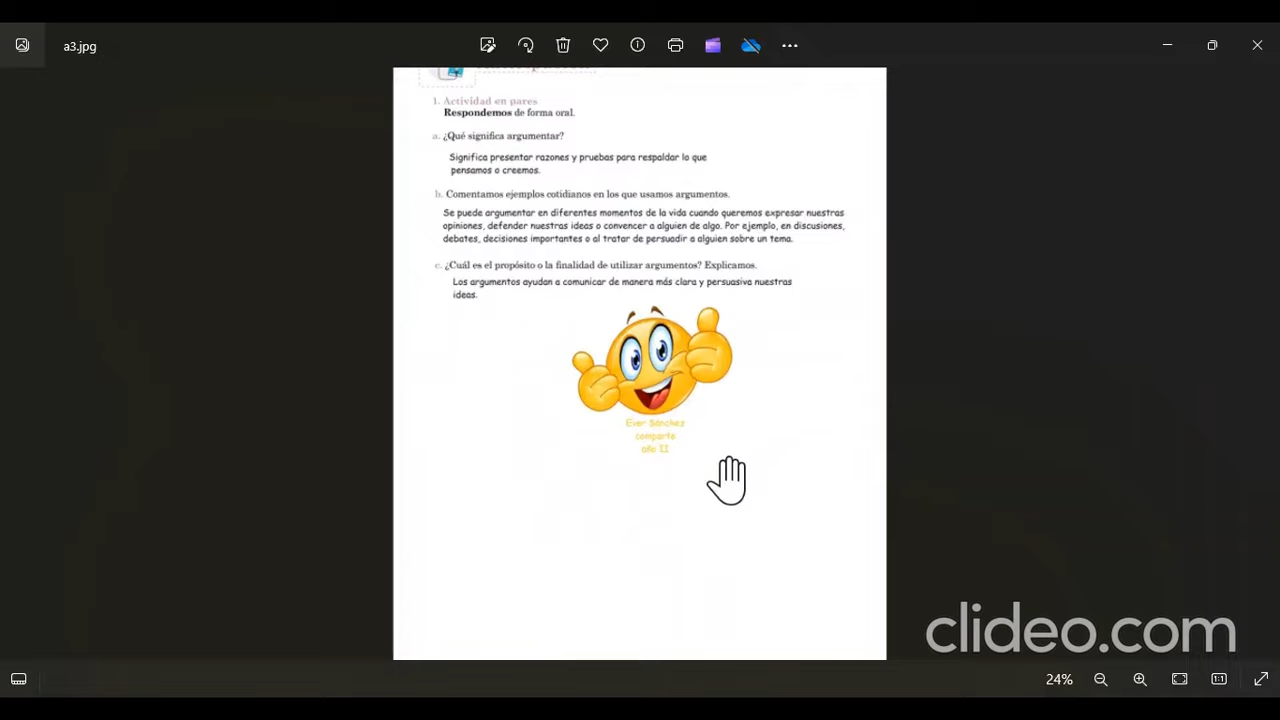 a3.jpg
1. Actividad en pares
Respondemos de forma oral.
a. ¿Qué significa argumentar?
Significa presentar razones y pruebas para respaldar lo que
pensamos o creemos.
b. Comentamos ejemplos cotidianos en los que usamos argumentos.
Se puede argumentar en diferentes momentos de la vida cuando queremos expresar nuestras
opiniones, defender nuestras ideas o convencer a alguien de algo. Por ejemplo, en discusiones,
debates, decisiones importantes o al tratar de persuadir a alguien sobre un tema.
c. ¿Cuál es el propósito o la finalidad de utilizar argumentos? Explicamos.
Los argumentos ayudan a comunicar de manera más clara y persuasiva nuestras
ideas.
Ever Sánchez
comparte
año II
clideo.com
24%
1:1